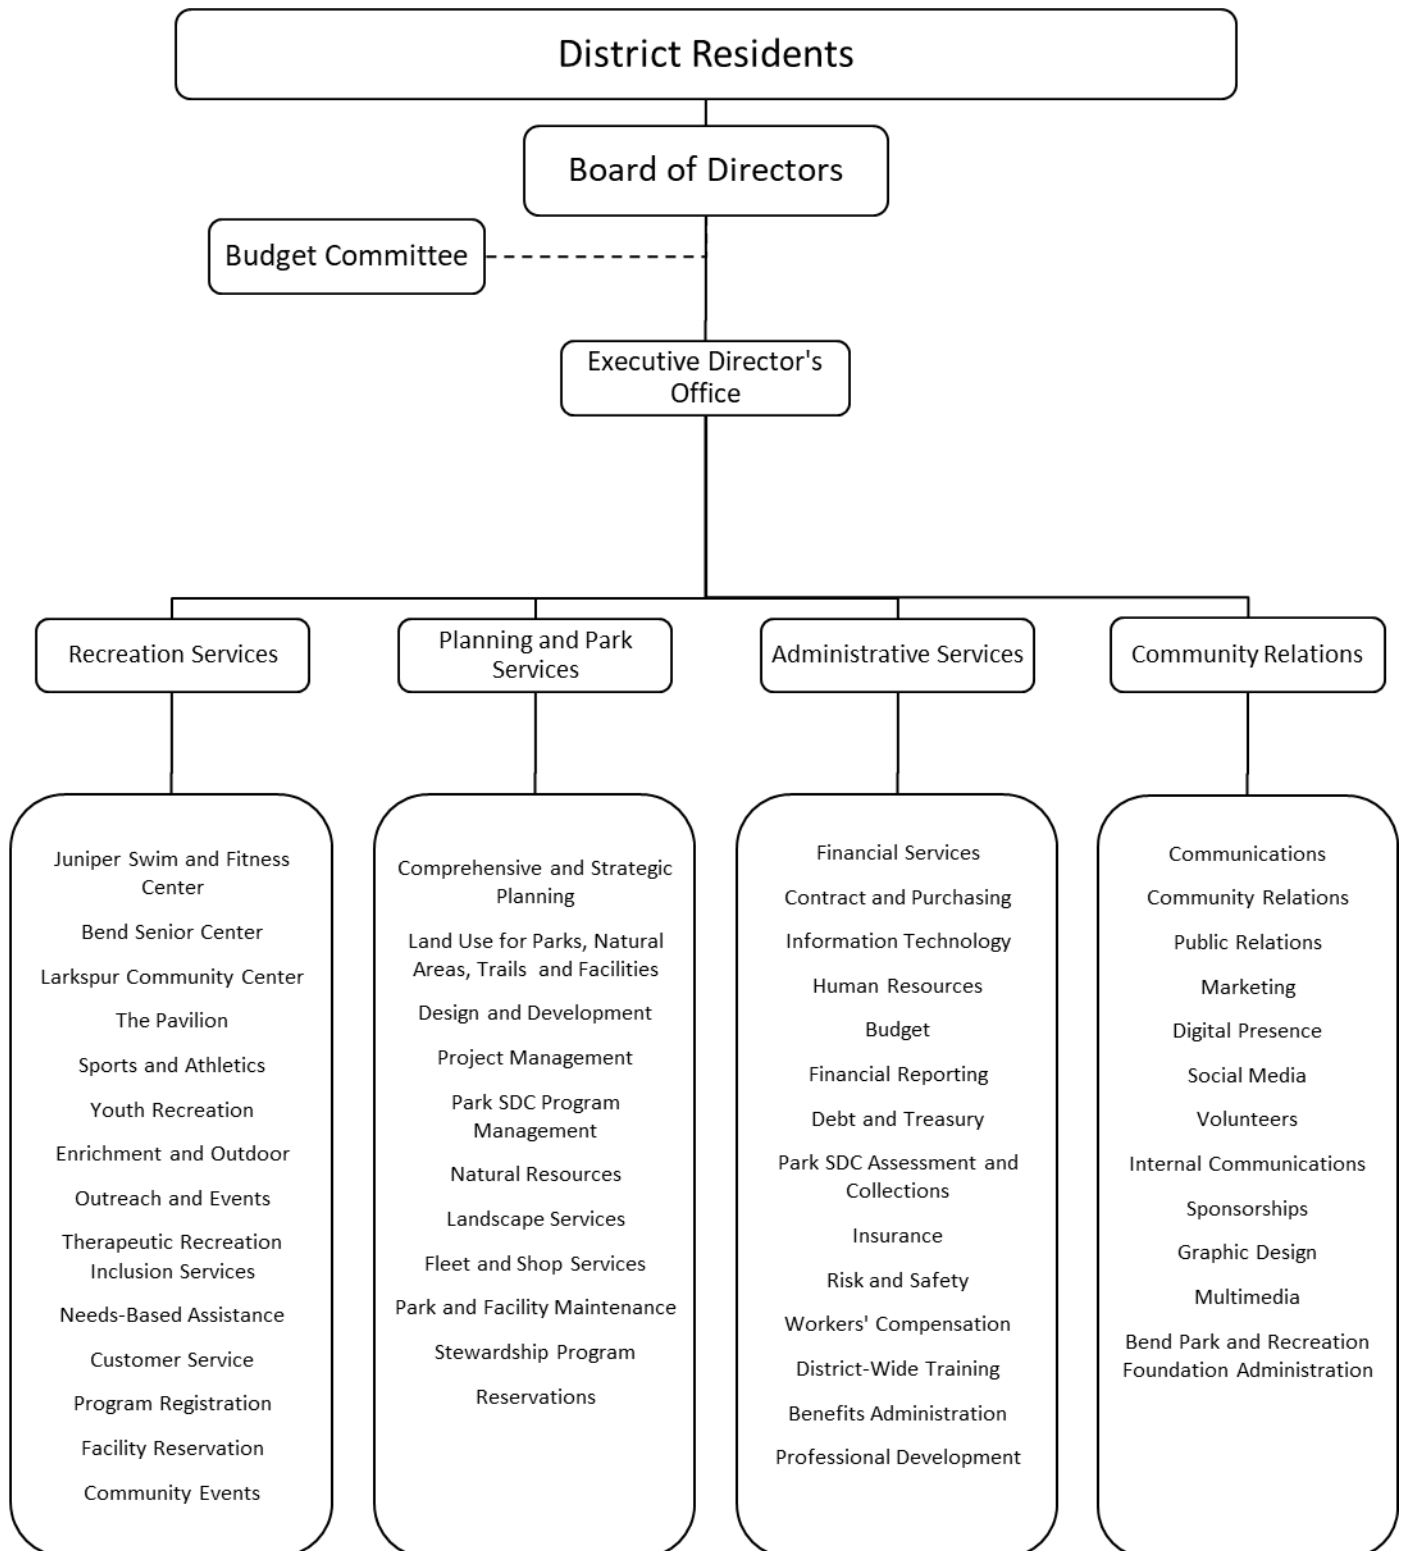 District Residents
Board of Directors
Budget Committee
Executive Director's
Office
Recreation Services
Planning and Park
Services
Administrative Services
Community Relations
Juniper Swim and Fitness
Center
Bend Senior Center
Larkspur Community Center
The Pavilion
Sports and Athletics
Youth Recreation
Enrichment and Outdoor
Outreach and Events
Therapeutic Recreation
Inclusion Services
Needs-Based Assistance
Customer Service
Program Registration
Facility Reservation
Community Events
Comprehensive and Strategic
Planning
Land Use for Parks, Natural
Areas, Trails and Facilities
Design and Development
Project Management
Park SDC Program
Management
Natural Resources
Landscape Services
Fleet and Shop Services
Park and Facility Maintenance
Stewardship Program
Reservations
Financial Services
Contract and Purchasing
Information Technology
Human Resources
Budget
Financial Reporting
Debt and Treasury
Park SDC Assessment and
Collections
Insurance
Risk and Safety
Workers' Compensation
District-Wide Training
Benefits Administration
Professional Development
Communications
Community Relations
Public Relations
Marketing
Digital Presence
Social Media
Volunteers
Internal Communications
Sponsorships
Graphic Design
Multimedia
Bend Park and Recreation
Foundation Administration